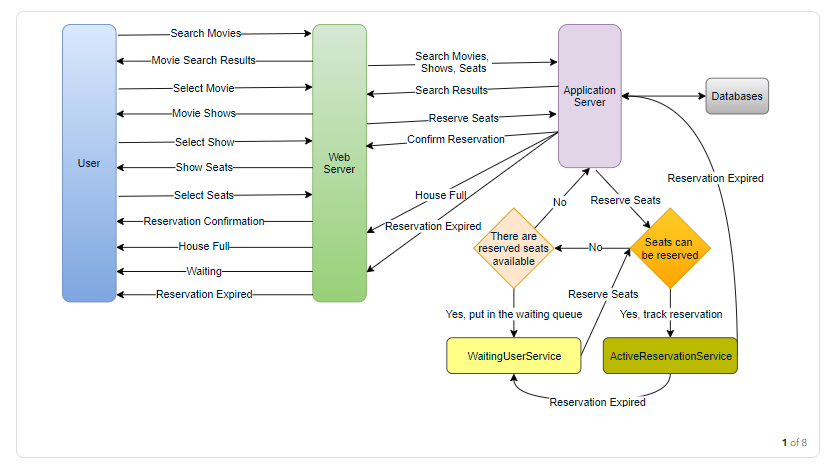 Search Movies
Movie Search Results
Select Movie
Movie Shows
Select Show
Show Seats
Select Seats
Reservation Confirmation
House Full
Waiting
Reservation Expired
User
Web
Server
Search Movies,
Shows, Seats
Search Results
Reserve Seats
Confirm Reservation
House Full
Reservation Expired
Application
Server
Databases
Reservation Expired
No
Reserve Seats
There are
reserved seats
available
No
Seats can
be reserved
Reserve Seats
Yes, put in the waiting queue
Yes, track reservation
WaitingUserService
ActiveReservationService
Reservation Expired
1 of 8